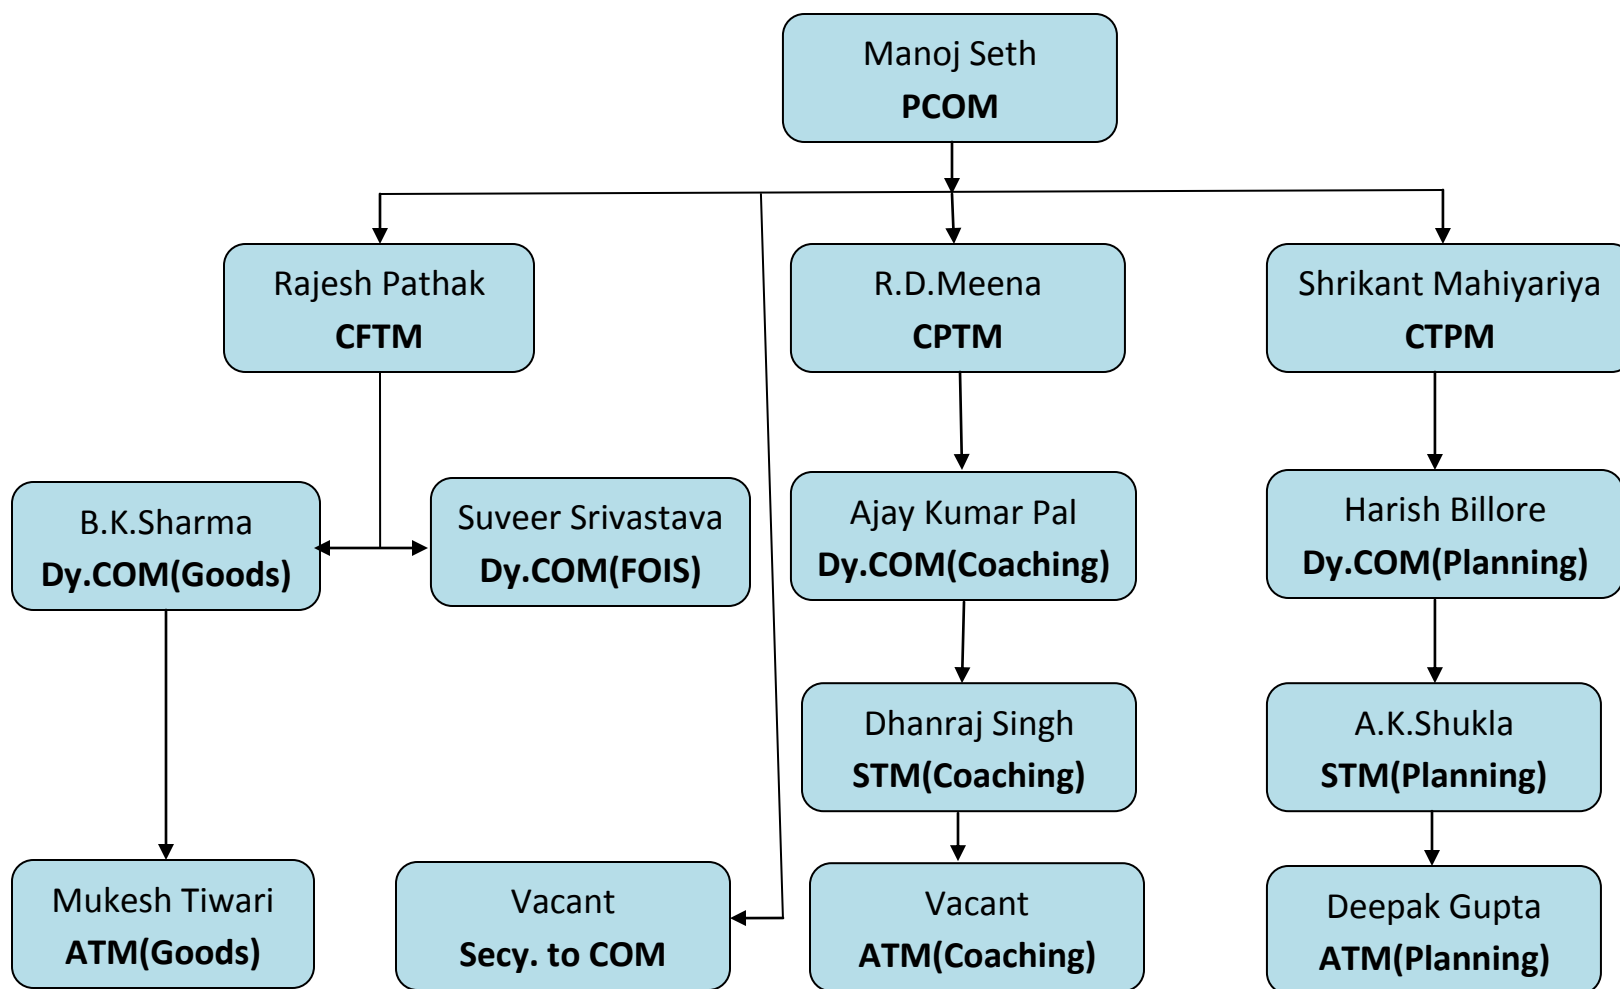 Manoj Seth
PCOM
Rajesh Pathak
CFTM
R.D.Meena
CPTM
Shrikant Mahiyariya
CTPM
B.K.Sharma
Dy.COM(Goods)
Suveer Srivastava
Dy.COM(FOIS)
Ajay Kumar Pal
Dy.COM(Coaching)
Harish Billore
Dy.COM(Planning)
Dhanraj Singh
STM(Coaching)
A.K.Shukla
STM(Planning)
Mukesh Tiwari
ATM(Goods)
Vacant
Secy. to COM
Vacant
ATM(Coaching)
Deepak Gupta
ATM(Planning)